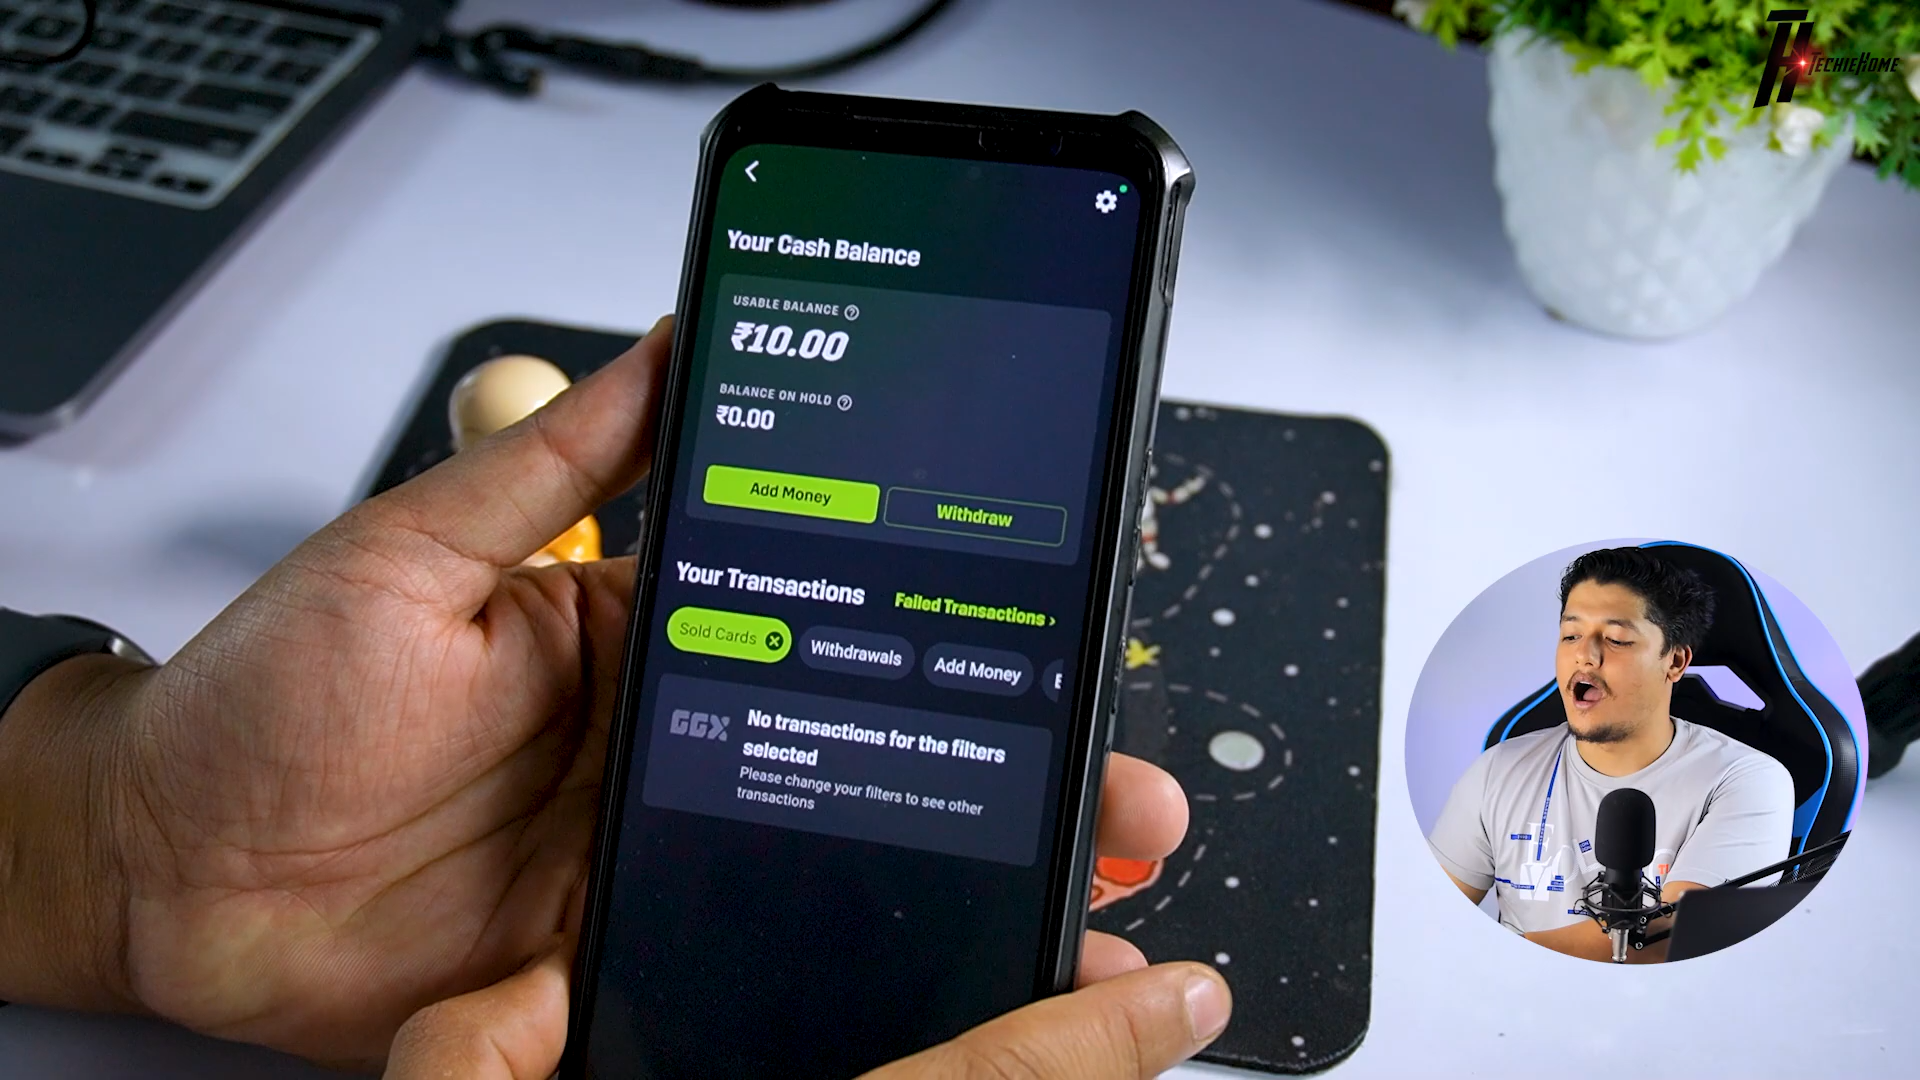 TECHIEHOME
Your Cash Balance
USABLE BALANCE ?
₹10.00
BALANCE ON HOLD ?
₹0.00
Add Money
Withdraw
Your Transactions
Failed Transactions ›
Sold Cards
Withdrawals
Add Money
GGX
No transactions for the filters
selected
Please change your filters to see other
transactions